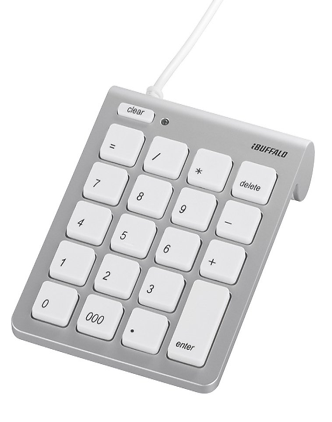 clear
iBUFFALO
= / * delete
7 8 9 -
4 5 6 +
1 2 3
0 000 . enter